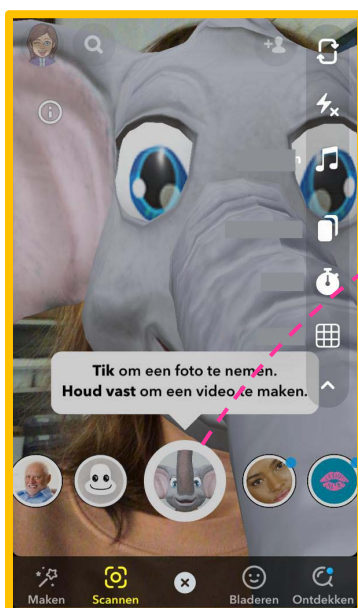 Tik om een foto te nemen.
Houd vast om een video te maken.
Maken
Scannen
Bladeren
Ontdekken